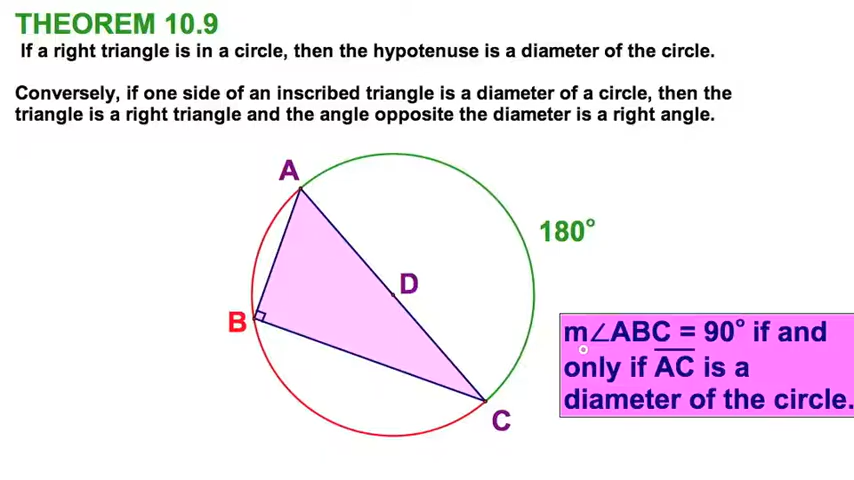 THEOREM 10.9
If a right triangle is in a circle, then the hypotenuse is a diameter of the circle.
Conversely, if one side of an inscribed triangle is a diameter of a circle, then the
triangle is a right triangle and the angle opposite the diameter is a right angle.
A
180°
D
B
m∠ABC = 90° if and
only if A̅C̅ is a
diameter of the circle.
C